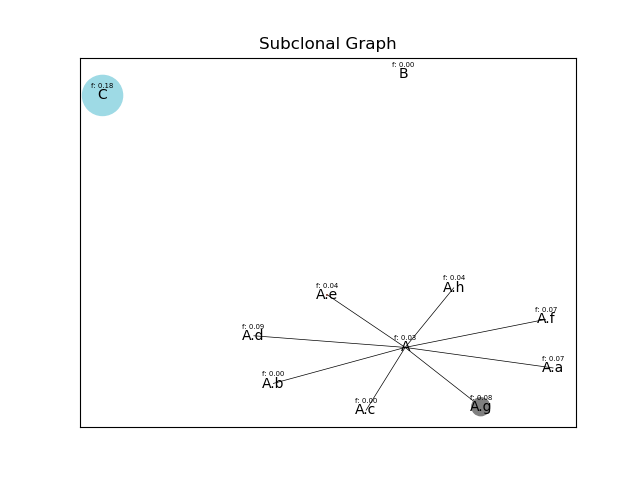 Subclonal Graph
f: 0.00
B
f: 0.18
C
f: 0.04
A.h
f: 0.04
A.e
f: 0.07
A.f
f: 0.09
A.d
f: 0.03
A
f: 0.07
A.a
f: 0.00
A.b
f: 0.08
A.g
f: 0.00
A.c